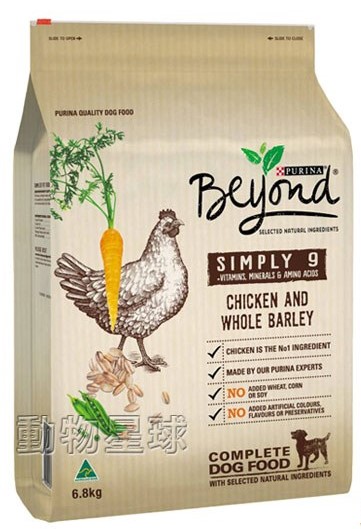 SLIDE TO OPEN
SLIDE TO CLOSE
PURINA QUALITY DOG FOOD
PURINA
Beyond
SELECTED NATURAL INGREDIENTS
SIMPLY 9
+VITAMINS, MINERALS & AMINO ACIDS
CHICKEN AND
WHOLE BARLEY
CHICKEN IS THE No1 INGREDIENT
MADE BY OUR PURINA EXPERTS
NO ADDED WHEAT, CORN
OR SOY
NO ADDED ARTIFICIAL COLOURS,
FLAVOURS OR PRESERVATIVES
動物星球
COMPLETE
DOG FOOD
WITH SELECTED NATURAL INGREDIENTS
6.8kg